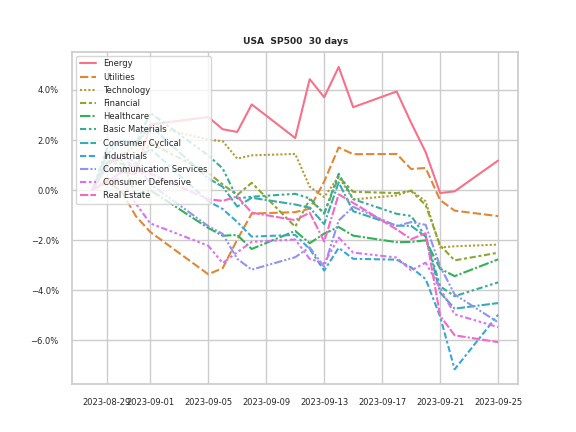 USA SP500 30 days
Energy
Utilities
Technology
Financial
Healthcare
Basic Materials
Consumer Cyclical
Industrials
Communication Services
Consumer Defensive
Real Estate
4.0%
2.0%
0.0%
−2.0%
−4.0%
−6.0%
2023-08-29 2023-09-01 2023-09-05 2023-09-09 2023-09-13 2023-09-17 2023-09-21 2023-09-25